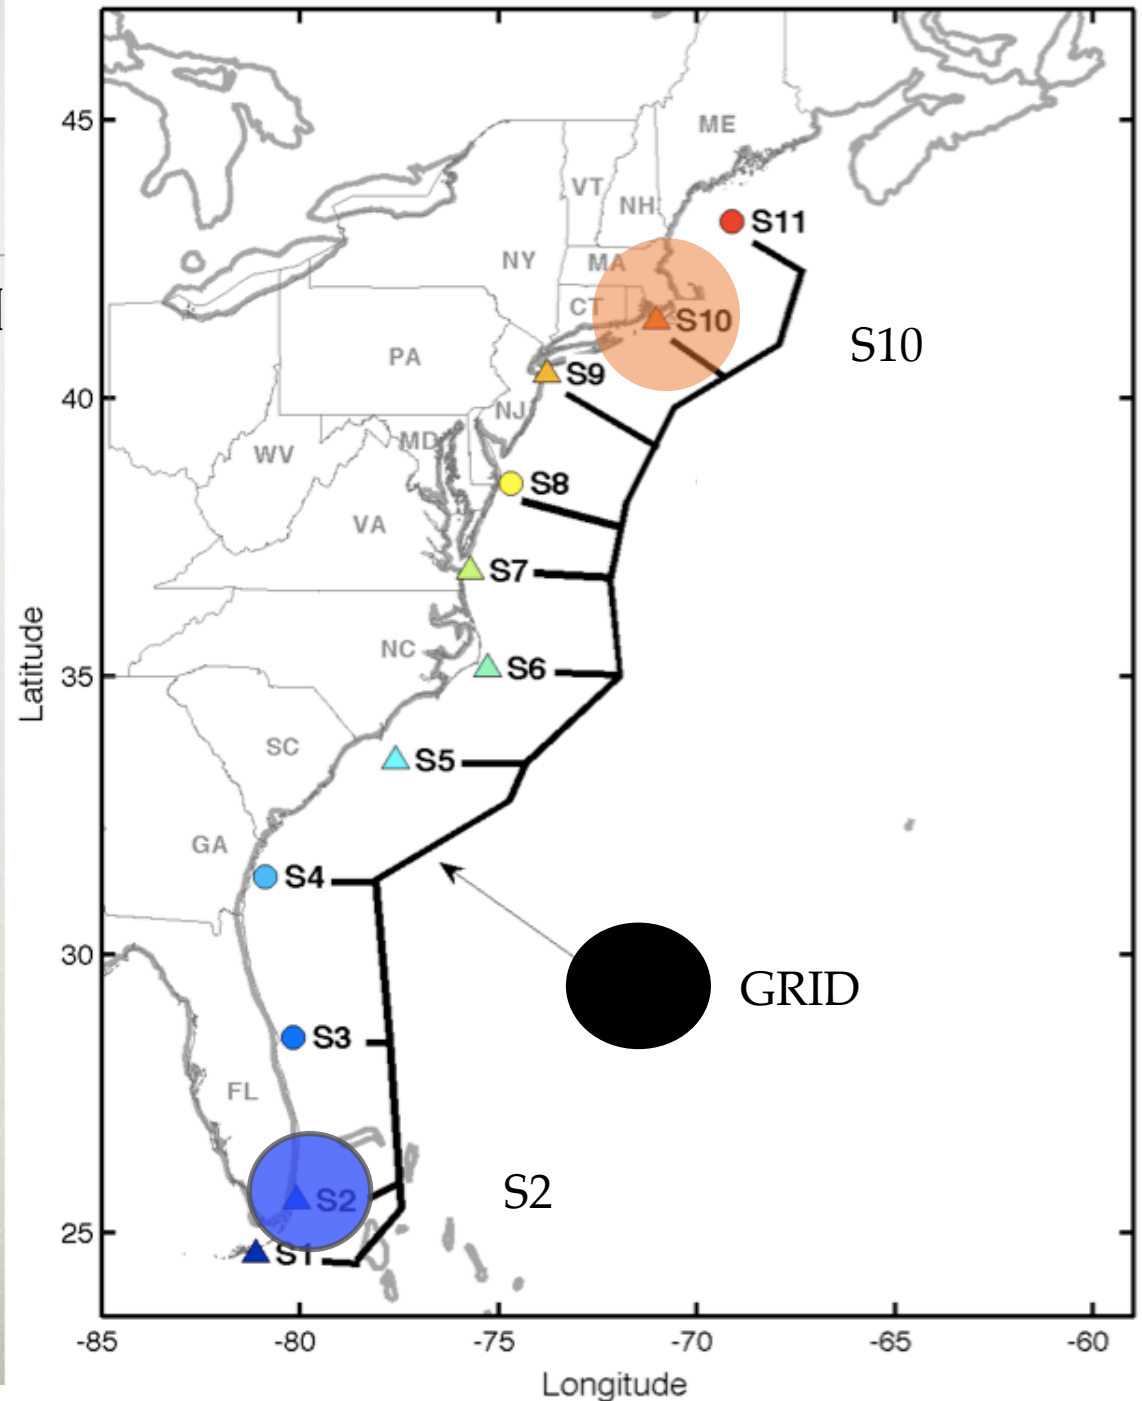 45
ME
VT
NH
S11
NY
MA
CT
S10
S10
PA
S9
40
NJ
MD
WV
S8
VA
S7
Latitude
NC
S6
35
SC
S5
GA
S4
30
GRID
S3
FL
S2
S2
25
S1
-85
-80
-75
-70
-65
-60
Longitude